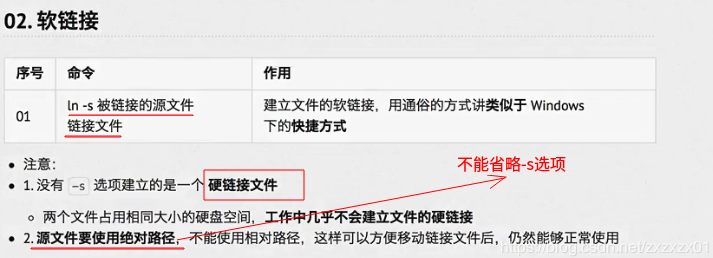 02. 软链接
序号 命令 作用
01 ln -s 被链接的源文件 链接文件 建立文件的软链接，用通俗的方式讲类似于 Windows 下的快捷方式
注意：
1. 没有 -s 选项建立的是一个 硬链接文件
不能省略-s选项
两个文件占用相同大小的硬盘空间，工作中几乎不会建立文件的硬链接
2. 源文件要使用绝对路径，不能使用相对路径，这样可以方便移动链接文件后，仍然能够正常使用
https://blog.csdn.net/zxzxzx01